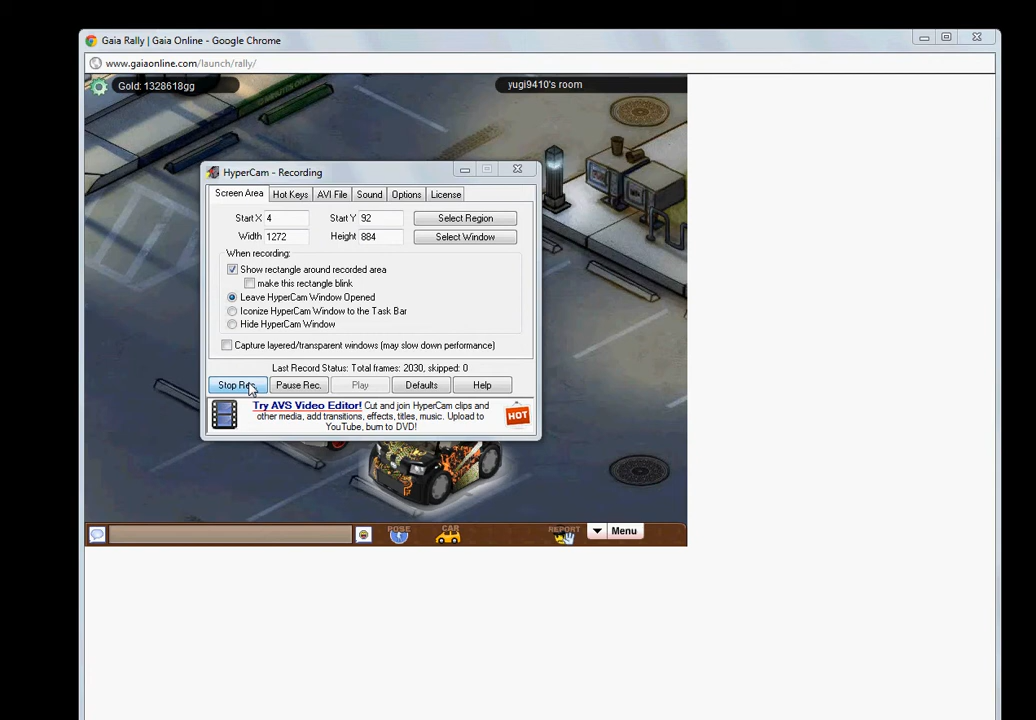 Gaia Rally | Gaia Online - Google Chrome
www.gaiaonline.com/launch/rally/
Gold: 1328618gg
yugi9410's room
HyperCam - Recording
Screen Area
Hot Keys
AVI File
Sound
Options
License
Start X 4
Start Y 92
Select Region
Width 1272
Height 884
Select Window
When recording:
Show rectangle around recorded area
make this rectangle blink
Leave HyperCam Window Opened
Iconize HyperCam Window to the Task Bar
Hide HyperCam Window
Capture layered/transparent windows (may slow down performance)
Last Record Status: Total frames: 2030, skipped: 0
Stop Rec.
Pause Rec.
Play
Defaults
Help
Try AVS Video Editor! Cut and join HyperCam clips and
other media, add transitions, effects, titles, music. Upload to
YouTube, burn to DVD!
HOT
POSE
CAR
REPORT
Menu